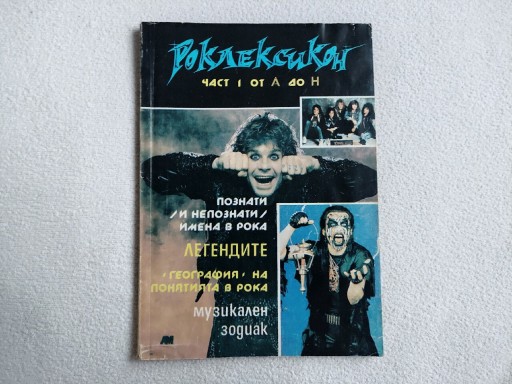 РОКЛЕКСИКОН
ЧАСТ I ОТ А ДО Н
ПОЗНАТИ
/И НЕПОЗНАТИ/
ИМЕНА В РОКА
ЛЕГЕНДИТЕ
"ГЕОГРАФИЯ" НА
ПОНЯТИЯТА В РОКА
МУЗИКАЛЕН
ЗОДИАК